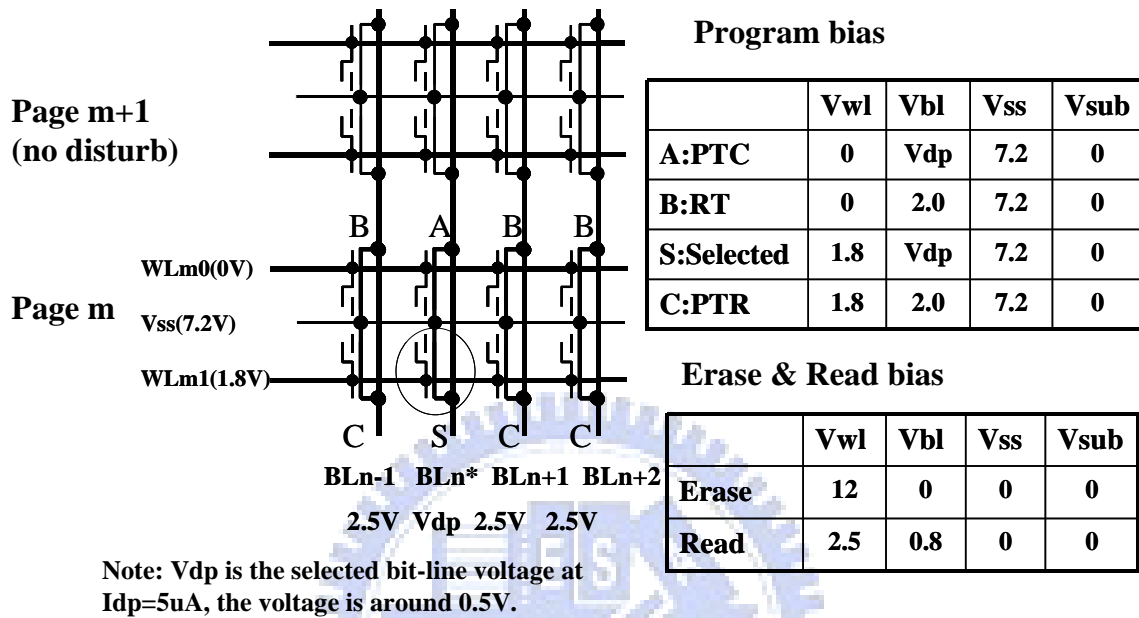 Program bias
Page m+1
(no disturb)
Vwl Vbl Vss Vsub
A:PTC 0 Vdp 7.2 0
B:RT 0 2.0 7.2 0
S:Selected 1.8 Vdp 7.2 0
C:PTR 1.8 2.0 7.2 0
B A B B
WLm0(0V)
Page m
Vss(7.2V)
WLm1(1.8V)
C S C C
BLn-1 BLn* BLn+1 BLn+2
2.5V Vdp 2.5V 2.5V
Note: Vdp is the selected bit-line voltage at
Idp=5uA, the voltage is around 0.5V.
Erase & Read bias
Vwl Vbl Vss Vsub
Erase 12 0 0 0
Read 2.5 0.8 0 0